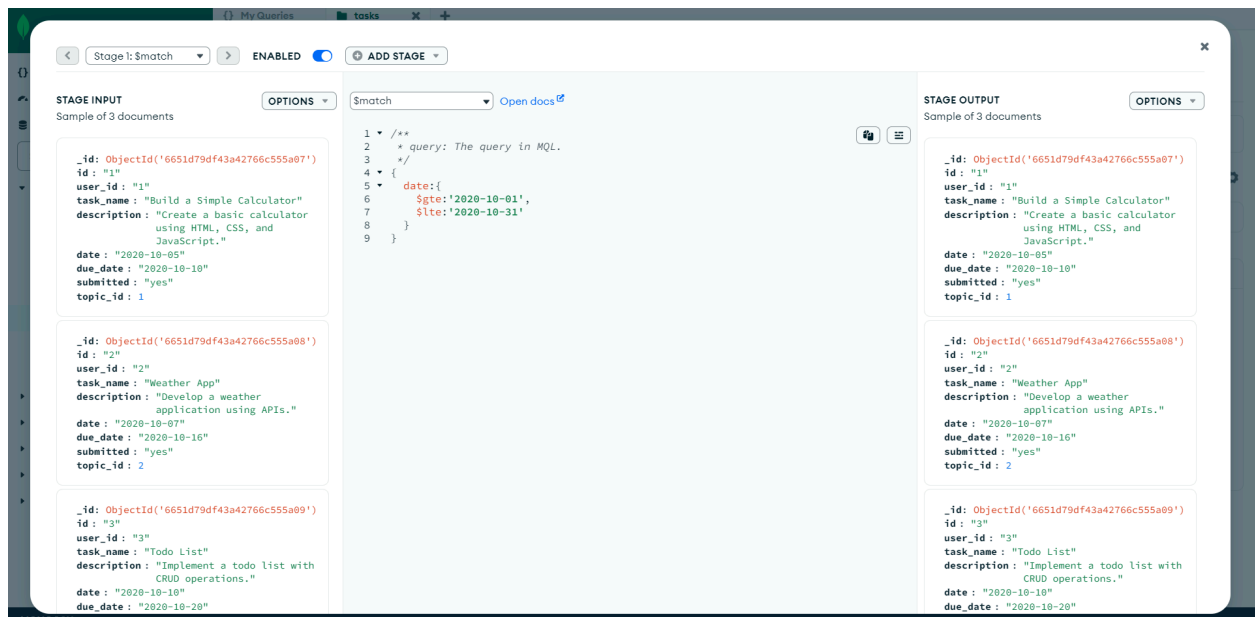 {} My Queries
tasks
Stage 1: $match
ENABLED
ADD STAGE
STAGE INPUT
OPTIONS
Sample of 3 documents
_id: ObjectId('6651d79df43a42766c555a07')
id : "1"
user_id : "1"
task_name : "Build a Simple Calculator"
description : "Create a basic calculator
using HTML, CSS, and
JavaScript."
date : "2020-10-05"
due_date : "2020-10-10"
submitted : "yes"
topic_id : 1
_id: ObjectId('6651d79df43a42766c555a08')
id : "2"
user_id : "2"
task_name : "Weather App"
description : "Develop a weather
application using APIs."
date : "2020-10-07"
due_date : "2020-10-16"
submitted : "yes"
topic_id : 2
_id: ObjectId('6651d79df43a42766c555a09')
id : "3"
user_id : "3"
task_name : "Todo List"
description : "Implement a todo list with
CRUD operations."
date : "2020-10-10"
due_date : "2020-10-20"
$match
Open docs
1 /**
2 * query: The query in MQL.
3 */
4 {
5 date:{
6 $gte:'2020-10-01',
7 $lte:'2020-10-31'
8 }
9 }
STAGE OUTPUT
OPTIONS
Sample of 3 documents
_id: ObjectId('6651d79df43a42766c555a07')
id : "1"
user_id : "1"
task_name : "Build a Simple Calculator"
description : "Create a basic calculator
using HTML, CSS, and
JavaScript."
date : "2020-10-05"
due_date : "2020-10-10"
submitted : "yes"
topic_id : 1
_id: ObjectId('6651d79df43a42766c555a08')
id : "2"
user_id : "2"
task_name : "Weather App"
description : "Develop a weather
application using APIs."
date : "2020-10-07"
due_date : "2020-10-16"
submitted : "yes"
topic_id : 2
_id: ObjectId('6651d79df43a42766c555a09')
id : "3"
user_id : "3"
task_name : "Todo List"
description : "Implement a todo list with
CRUD operations."
date : "2020-10-10"
due_date : "2020-10-20"